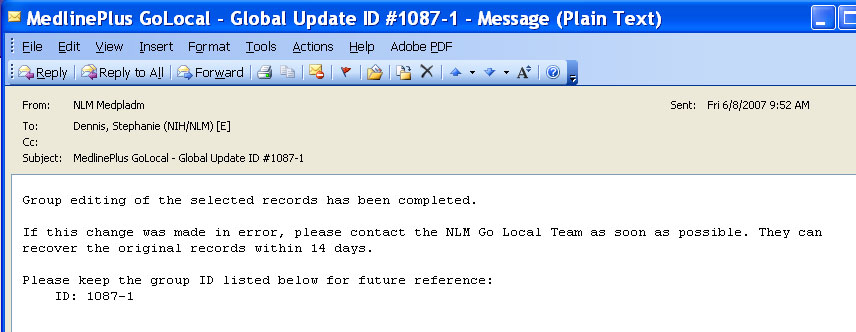 MedlinePlus GoLocal - Global Update ID #1087-1 - Message (Plain Text)
File Edit View Insert Format Tools Actions Help Adobe PDF
Reply Reply to All Forward
From: NLM Medpladm Sent: Fri 6/8/2007 9:52 AM
To: Dennis, Stephanie (NIH/NLM) [E]
Cc:
Subject: MedlinePlus GoLocal - Global Update ID #1087-1
Group editing of the selected records has been completed.
If this change was made in error, please contact the NLM Go Local Team as soon as possible. They can
recover the original records within 14 days.
Please keep the group ID listed below for future reference:
ID: 1087-1